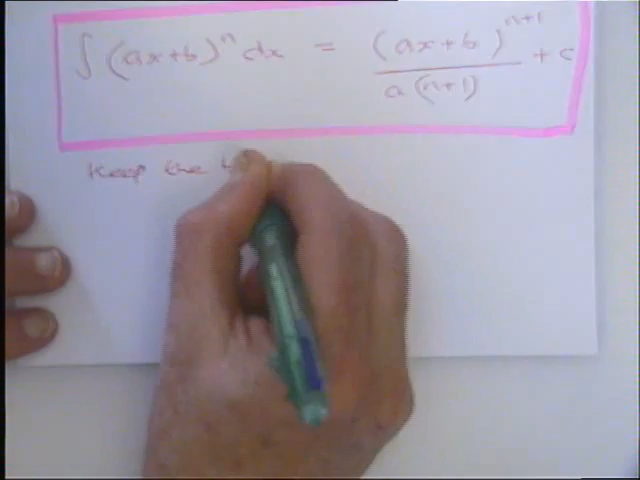 ∫(ax+b)^n dx = (ax+b)^(n+1) / a(n+1) + c
Keep the